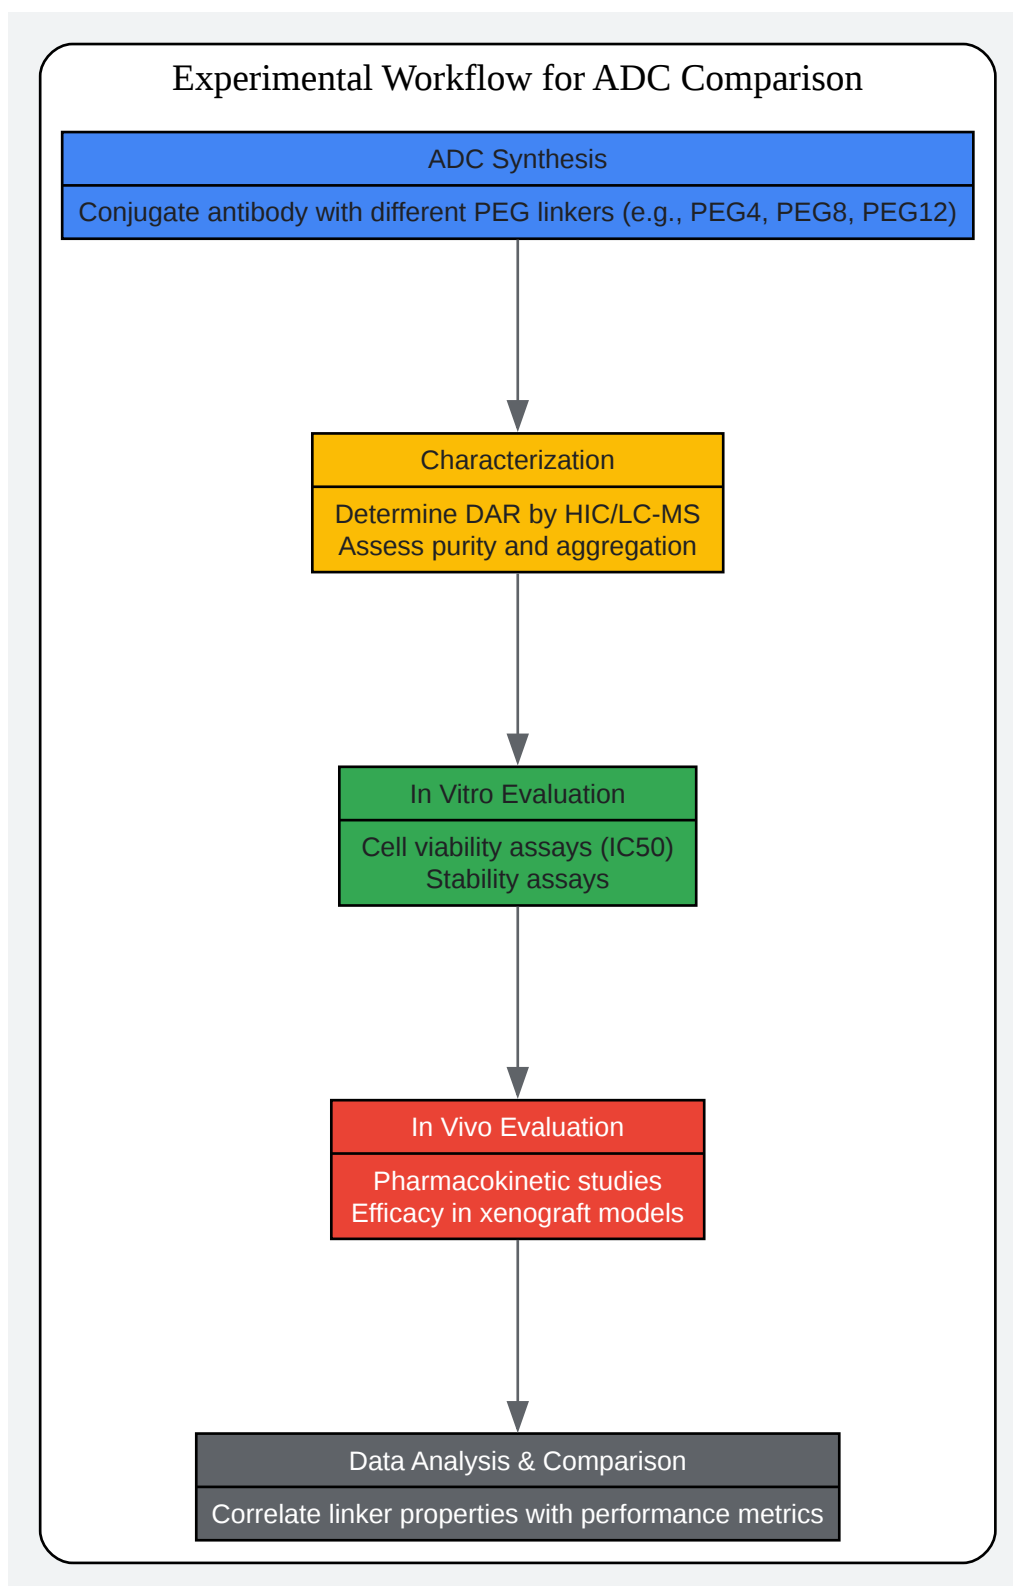 Experimental Workflow for ADC Comparison
ADC Synthesis
Conjugate antibody with different PEG linkers (e.g., PEG4, PEG8, PEG12)
Characterization
Determine DAR by HIC/LC-MS
Assess purity and aggregation
In Vitro Evaluation
Cell viability assays (IC50)
Stability assays
In Vivo Evaluation
Pharmacokinetic studies
Efficacy in xenograft models
Data Analysis & Comparison
Correlate linker properties with performance metrics